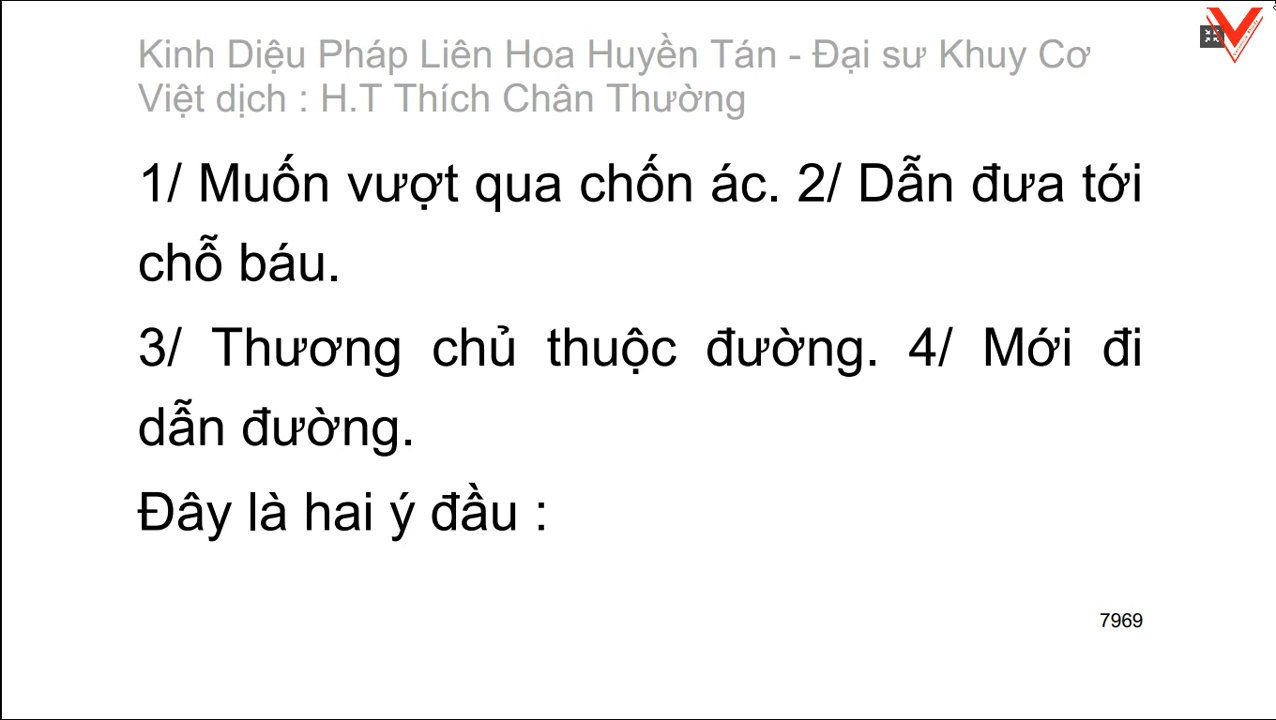 Kinh Diệu Pháp Liên Hoa Huyền Tán - Đại sư Khuy Cơ
Việt dịch : H.T Thích Chân Thường
1/ Muốn vượt qua chốn ác. 2/ Dẫn đưa tới
chỗ báu.
3/ Thương chủ thuộc đường. 4/ Mới đi
dẫn đường.
Đây là hai ý đầu :
7969